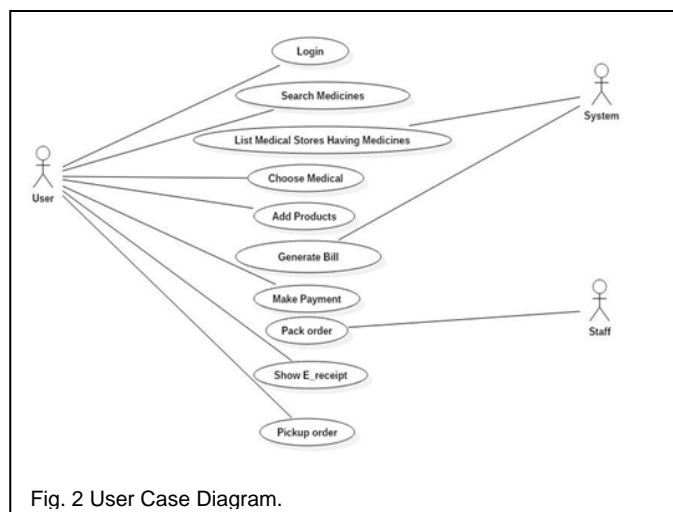 Login
Search Medicines
System
List Medical Stores Having Medicines
Choose Medical
User
Add Products
Generate Bill
Make Payment
Pack order
Staff
Show E_receipt
Pickup order
Fig. 2 User Case Diagram.